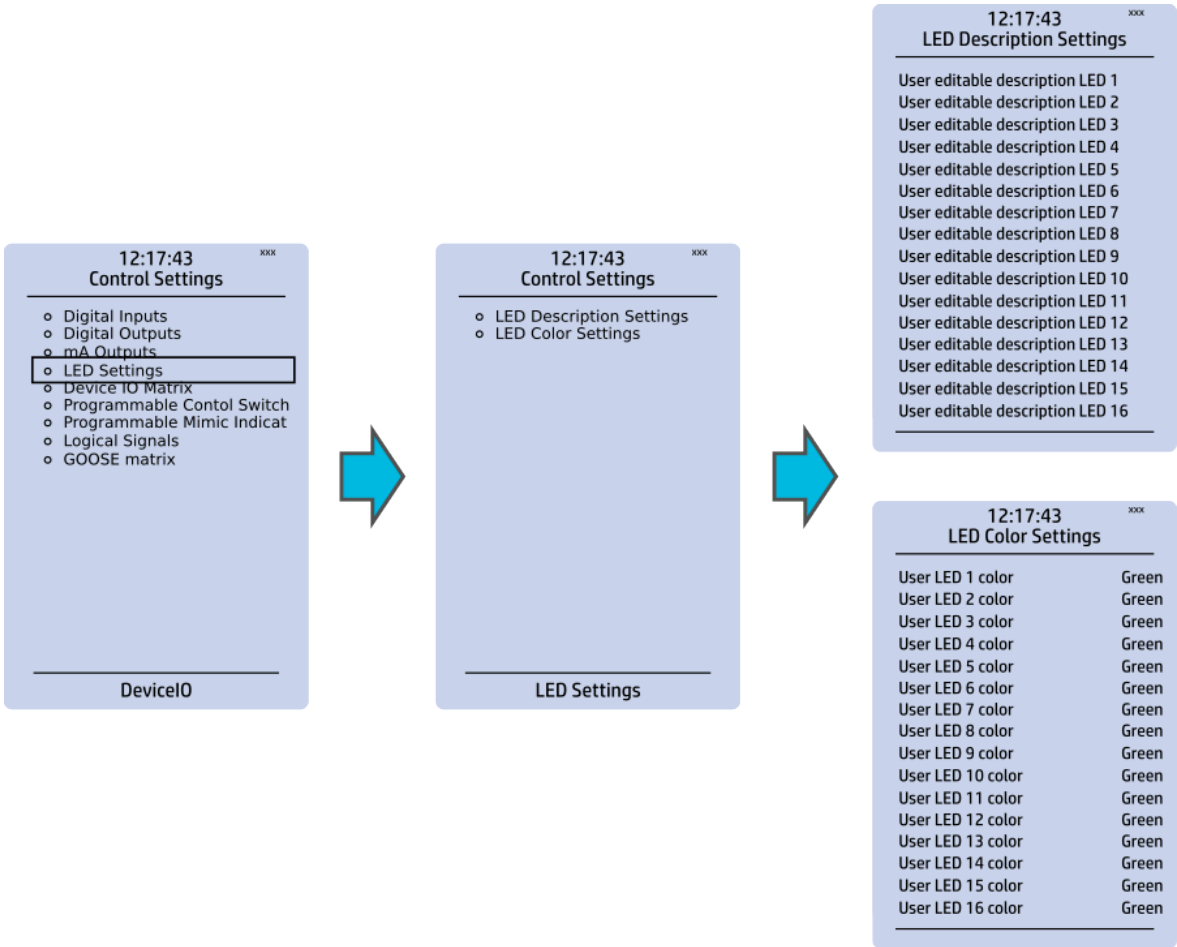 12:17:43 xxx
Control Settings
Digital Inputs
Digital Outputs
mA Outputs
LED Settings
Device IO Matrix
Programmable Contol Switch
Programmable Mimic Indicat
Logical Signals
GOOSE matrix
DeviceIO
12:17:43 xxx
Control Settings
LED Description Settings
LED Color Settings
LED Settings
12:17:43 xxx
LED Description Settings
User editable description LED 1
User editable description LED 2
User editable description LED 3
User editable description LED 4
User editable description LED 5
User editable description LED 6
User editable description LED 7
User editable description LED 8
User editable description LED 9
User editable description LED 10
User editable description LED 11
User editable description LED 12
User editable description LED 13
User editable description LED 14
User editable description LED 15
User editable description LED 16
12:17:43 xxx
LED Color Settings
User LED 1 color Green
User LED 2 color Green
User LED 3 color Green
User LED 4 color Green
User LED 5 color Green
User LED 6 color Green
User LED 7 color Green
User LED 8 color Green
User LED 9 color Green
User LED 10 color Green
User LED 11 color Green
User LED 12 color Green
User LED 13 color Green
User LED 14 color Green
User LED 15 color Green
User LED 16 color Green